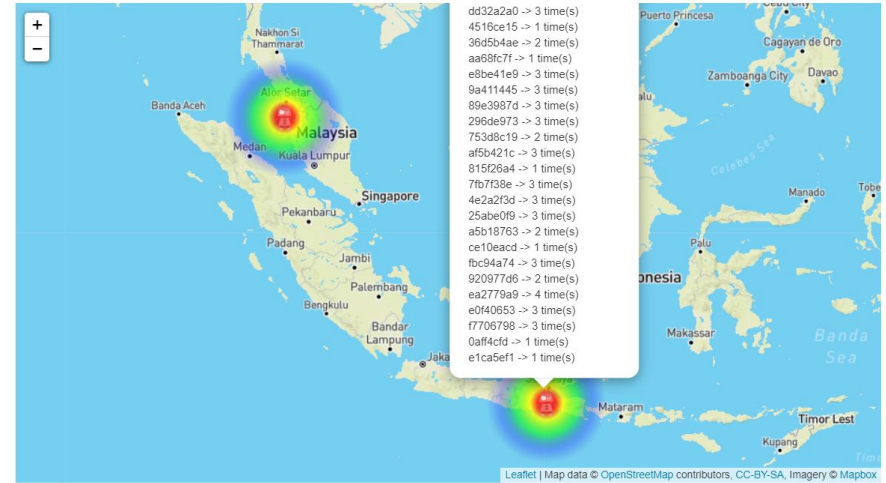 +
−
dd32a2a0 -> 3 time(s)
4516ce15 -> 1 time(s)
36d5b4ae -> 2 time(s)
aa68fc7f -> 1 time(s)
e8be41e9 -> 3 time(s)
9a411445 -> 3 time(s)
89e3987d -> 3 time(s)
296de973 -> 3 time(s)
753d8c19 -> 2 time(s)
af5b421c -> 3 time(s)
815f26a4 -> 1 time(s)
7fb7f38e -> 3 time(s)
4e2a2f3d -> 3 time(s)
25abe0f9 -> 3 time(s)
a5b18763 -> 2 time(s)
ce10eacd -> 1 time(s)
fbc94a74 -> 3 time(s)
920977d6 -> 2 time(s)
ea2779a9 -> 4 time(s)
e0f40653 -> 3 time(s)
f7706798 -> 3 time(s)
0aff4cfd -> 1 time(s)
e1ca5ef1 -> 1 time(s)
Nakhon Si
Thammarat
Alor Setar
Banda Aceh
Malaysia
Medan
Kuala Lumpur
Singapore
Pekanbaru
Padang
Jambi
Palembang
Bengkulu
Bandar
Lampung
Jaka
Puerto Princesa
Cagayan de Oro
Zamboanga City
Davao
Celebes Sea
Manado
Tobe
Palu
onesia
Makassar
Banda
Sea
Mataram
Timor Lest
Kupang
Leaflet | Map data © OpenStreetMap contributors, CC-BY-SA, Imagery © Mapbox